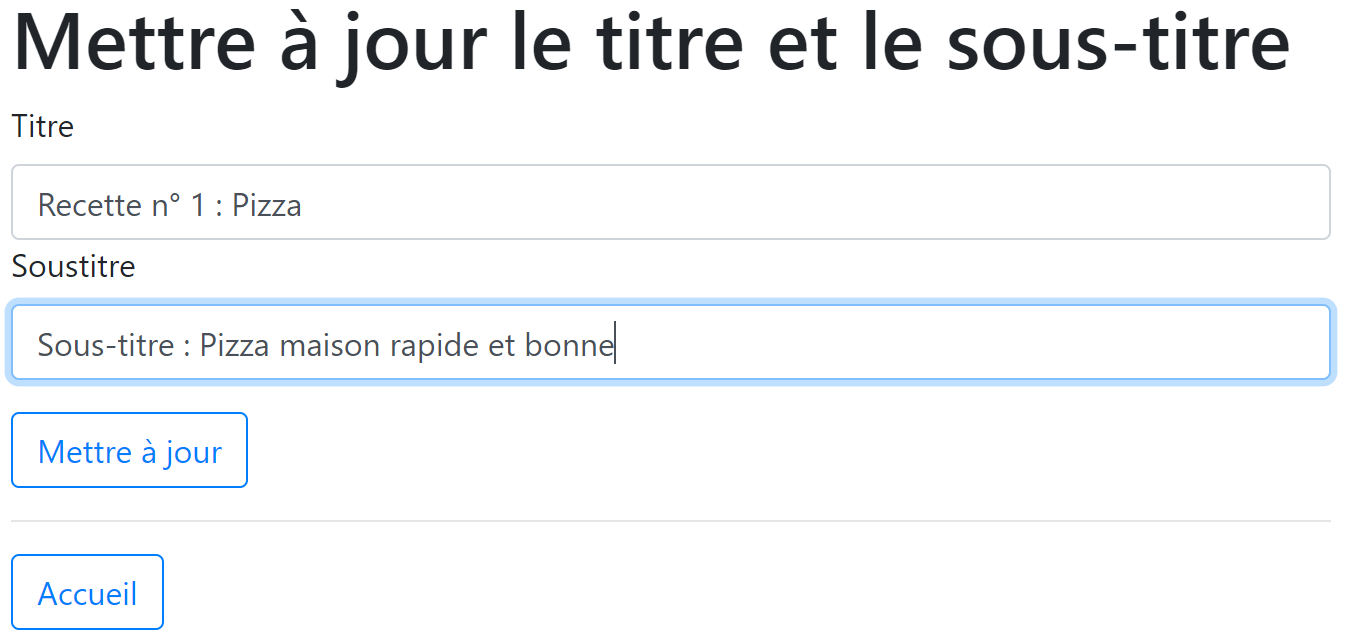 Mettre à jour le titre et le sous-titre
Titre
Recette n° 1 : Pizza
Soustitre
Sous-titre : Pizza maison rapide et bonne
Mettre à jour
Accueil